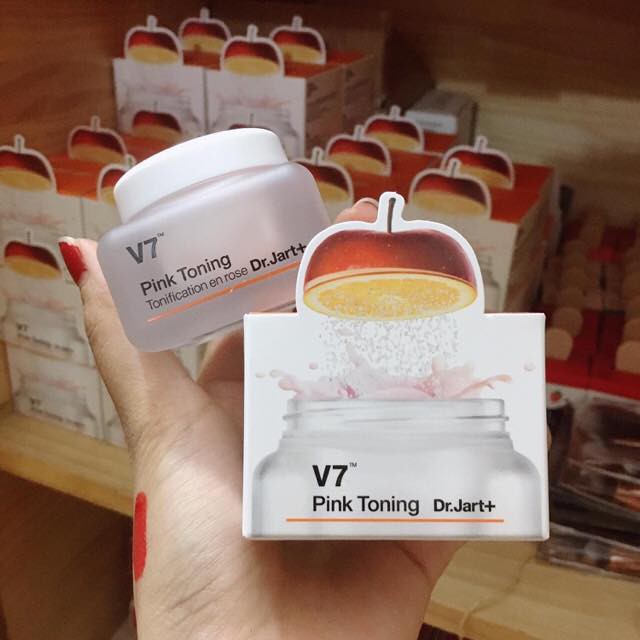 V7™
Pink Toning
Tonification en rose Dr.Jart+
V7™
Pink Toning Dr.Jart+